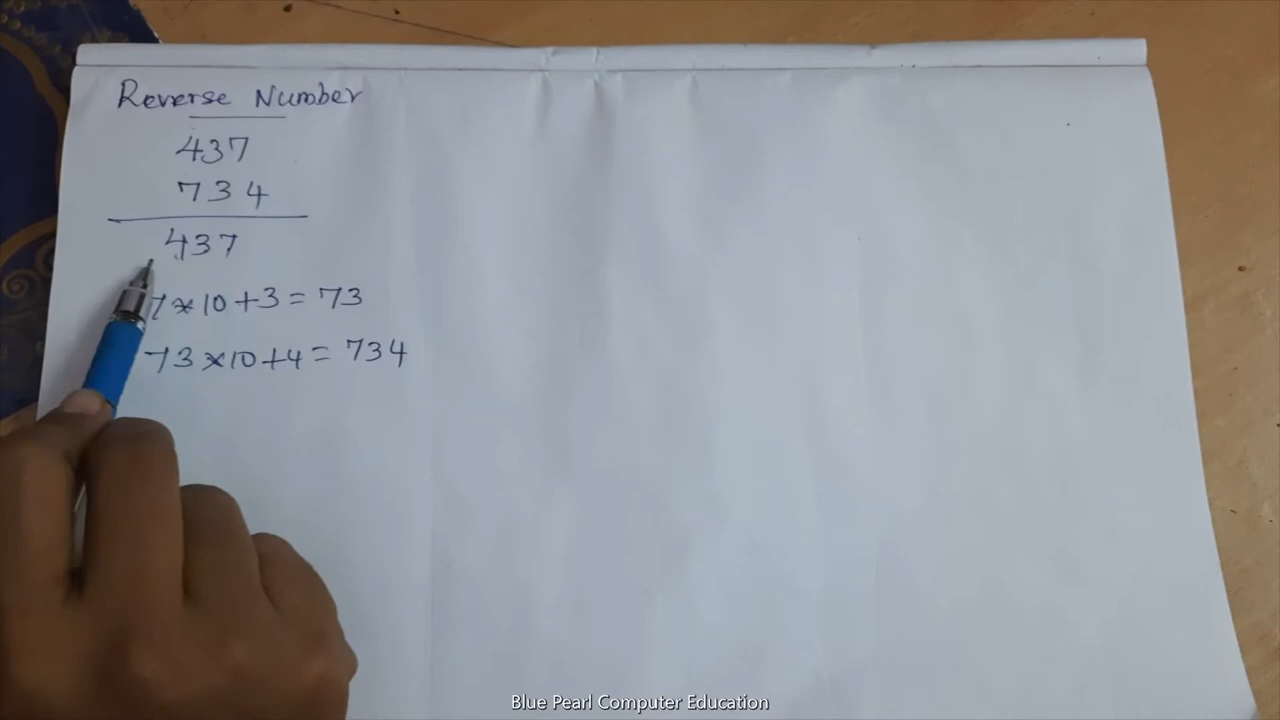 Reverse Number
437
734
437
7*10+3=73
73*10+4=734
Blue Pearl Computer Education